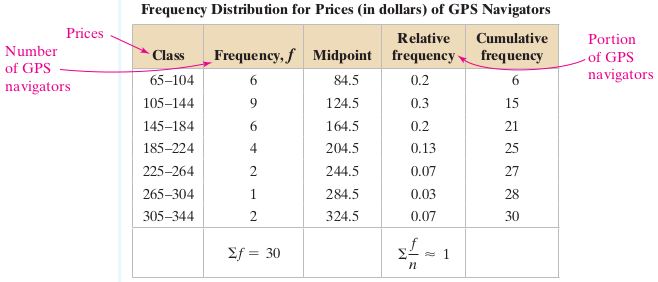 Frequency Distribution for Prices (in dollars) of GPS Navigators
Prices
Number
of GPS
navigators
Portion
of GPS
navigators
Class Frequency, f Midpoint Relative frequency Cumulative frequency
65–104 6 84.5 0.2 6
105–144 9 124.5 0.3 15
145–184 6 164.5 0.2 21
185–224 4 204.5 0.13 25
225–264 2 244.5 0.07 27
265–304 1 284.5 0.03 28
305–344 2 324.5 0.07 30
Σf = 30 Σ f/n ≈ 1